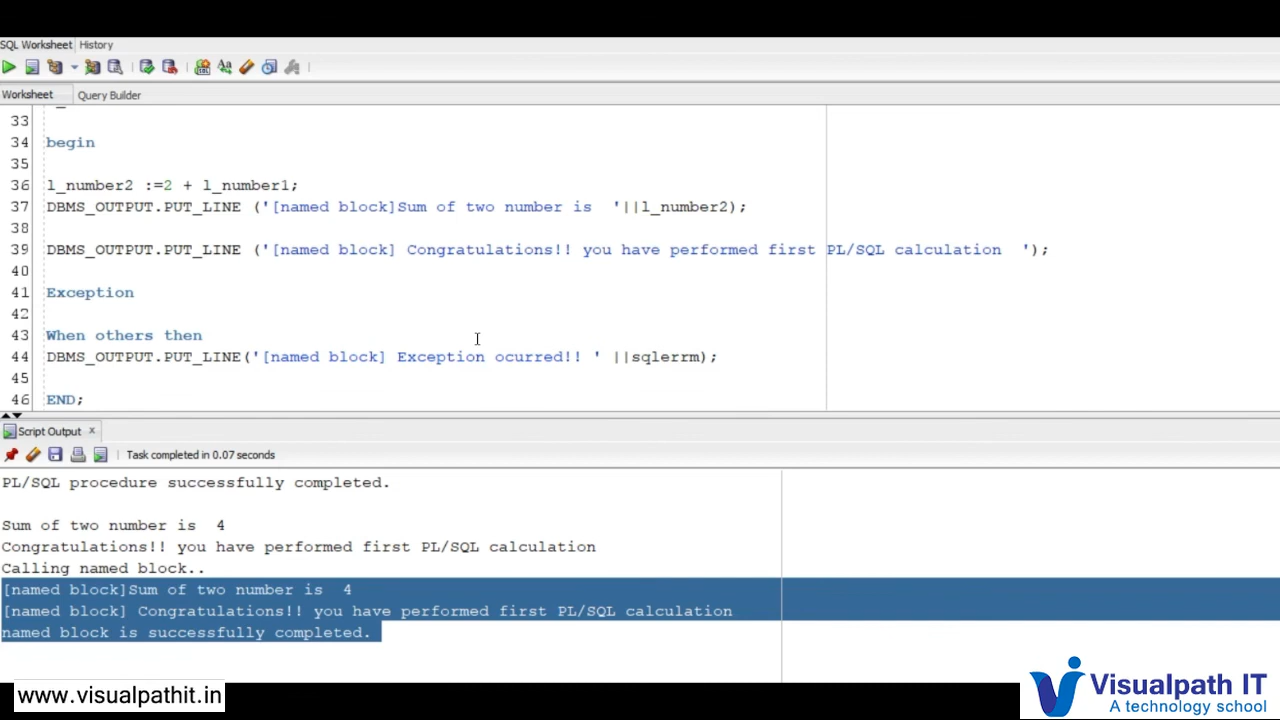 SQL Worksheet History
Worksheet Query Builder
33
34 begin
35
36 l_number2 :=2 + l_number1;
37 DBMS_OUTPUT.PUT_LINE ('[named block]Sum of two number is  '||l_number2);
38
39 DBMS_OUTPUT.PUT_LINE ('[named block] Congratulations!! you have performed first PL/SQL calculation  ');
40
41 Exception
42
43 When others then
44 DBMS_OUTPUT.PUT_LINE('[named block] Exception ocurred!! ' ||sqlerrm);
45
46 END;
Script Output x
Task completed in 0.07 seconds
PL/SQL procedure successfully completed.
Sum of two number is  4
Congratulations!! you have performed first PL/SQL calculation
Calling named block..
[named block]Sum of two number is  4
[named block] Congratulations!! you have performed first PL/SQL calculation
named block is successfully completed.
www.visualpathit.in
Visualpath IT
A technology school